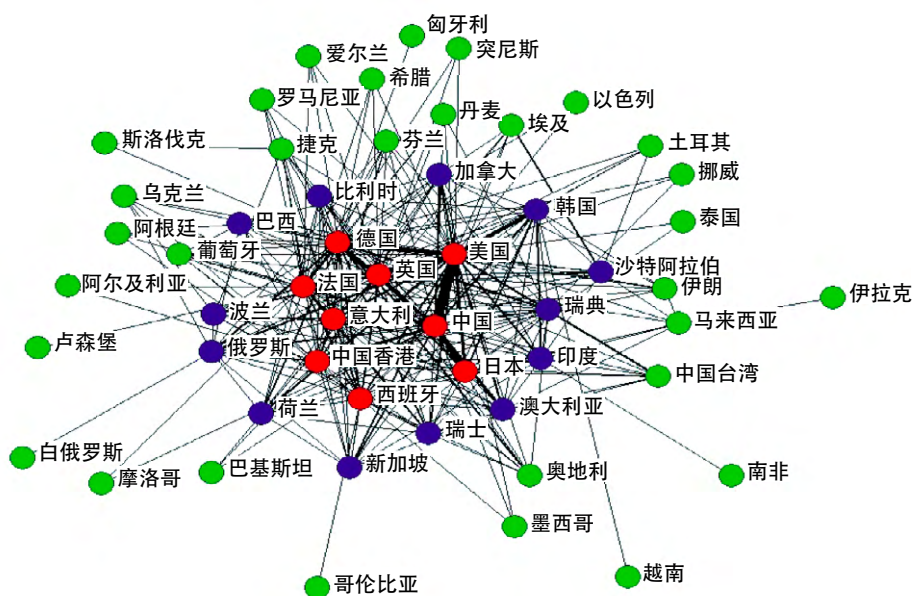 匈牙利
爱尔兰
突尼斯
希腊
罗马尼亚
丹麦
以色列
埃及
斯洛伐克
捷克
芬兰
土耳其
加拿大
挪威
乌克兰
比利时
韩国
巴西
泰国
阿根廷
德国
葡萄牙
美国
英国
沙特阿拉伯
阿尔及利亚
法国
伊朗
伊拉克
波兰
意大利
瑞典
中国
马来西亚
卢森堡
俄罗斯
中国香港
日本
印度
中国台湾
西班牙
荷兰
澳大利亚
瑞士
白俄罗斯
摩洛哥
巴基斯坦
新加坡
奥地利
南非
墨西哥
越南
哥伦比亚